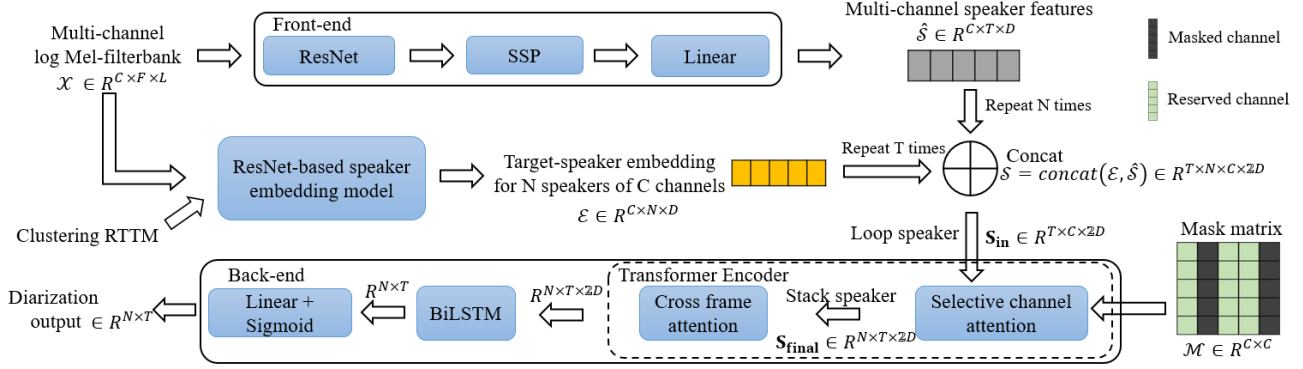 Multi-channel
log Mel-filterbank
𝒳 ∈ R^{C×F×L}
Front-end
ResNet
SSP
Linear
Multi-channel speaker features
𝒮̂ ∈ R^{C×T×D}
Masked channel
Reserved channel
Repeat N times
ResNet-based speaker
embedding model
Target-speaker embedding
for N speakers of C channels
ℰ ∈ R^{C×N×D}
Repeat T times
Concat
𝒮 = concat(ℰ, 𝒮̂) ∈ R^{T×N×C×𝟚D}
Clustering RTTM
Loop speaker
𝐒_𝐢𝐧 ∈ R^{T×C×𝟚D}
Mask matrix
ℳ ∈ R^{C×C}
Back-end
Transformer Encoder
Diarization
output ∈ R^{N×T}
Linear +
Sigmoid
R^{N×T}
BiLSTM
R^{N×T×𝟚D}
Cross frame
attention
Stack speaker
𝐒_𝐟𝐢𝐧𝐚𝐥 ∈ R^{N×T×𝟚D}
Selective channel
attention